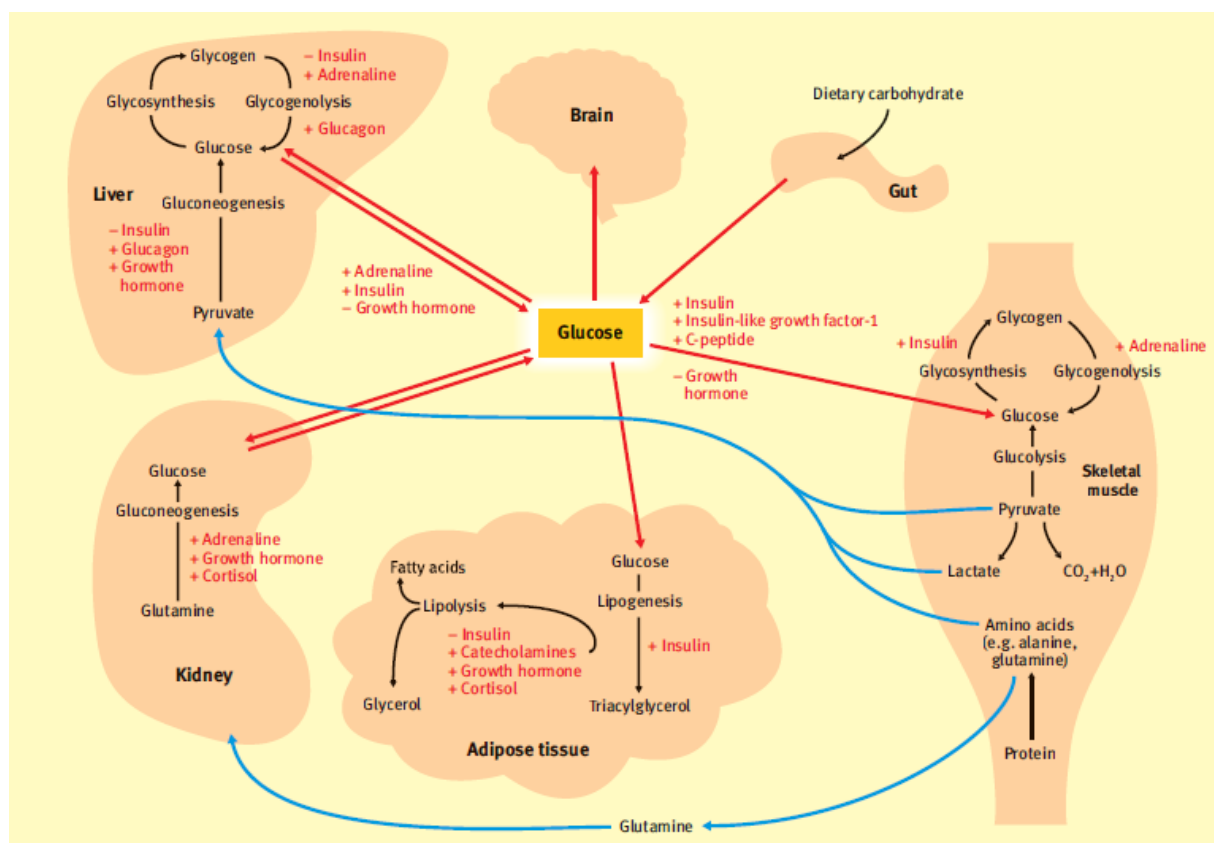 Glycogen
– Insulin
+ Adrenaline
Glycosynthesis
Glycogenolysis
+ Glucagon
Glucose
Liver
Gluconeogenesis
– Insulin
+ Glucagon
+ Growth
hormone
Pyruvate
Brain
Dietary carbohydrate
Gut
+ Adrenaline
+ Insulin
– Growth hormone
Glucose
+ Insulin
+ Insulin-like growth factor-1
+ C-peptide
– Growth
hormone
Glycogen
+ Insulin
+ Adrenaline
Glycosynthesis
Glycogenolysis
Glucose
Glucolysis
Skeletal
muscle
Pyruvate
Lactate
CO₂+H₂O
Amino acids
(e.g. alanine,
glutamine)
Protein
Glucose
Gluconeogenesis
+ Adrenaline
+ Growth hormone
+ Cortisol
Glutamine
Kidney
Fatty acids
Lipolysis
– Insulin
+ Catecholamines
+ Growth hormone
+ Cortisol
Glycerol
Glucose
Lipogenesis
+ Insulin
Triacylglycerol
Adipose tissue
Glutamine